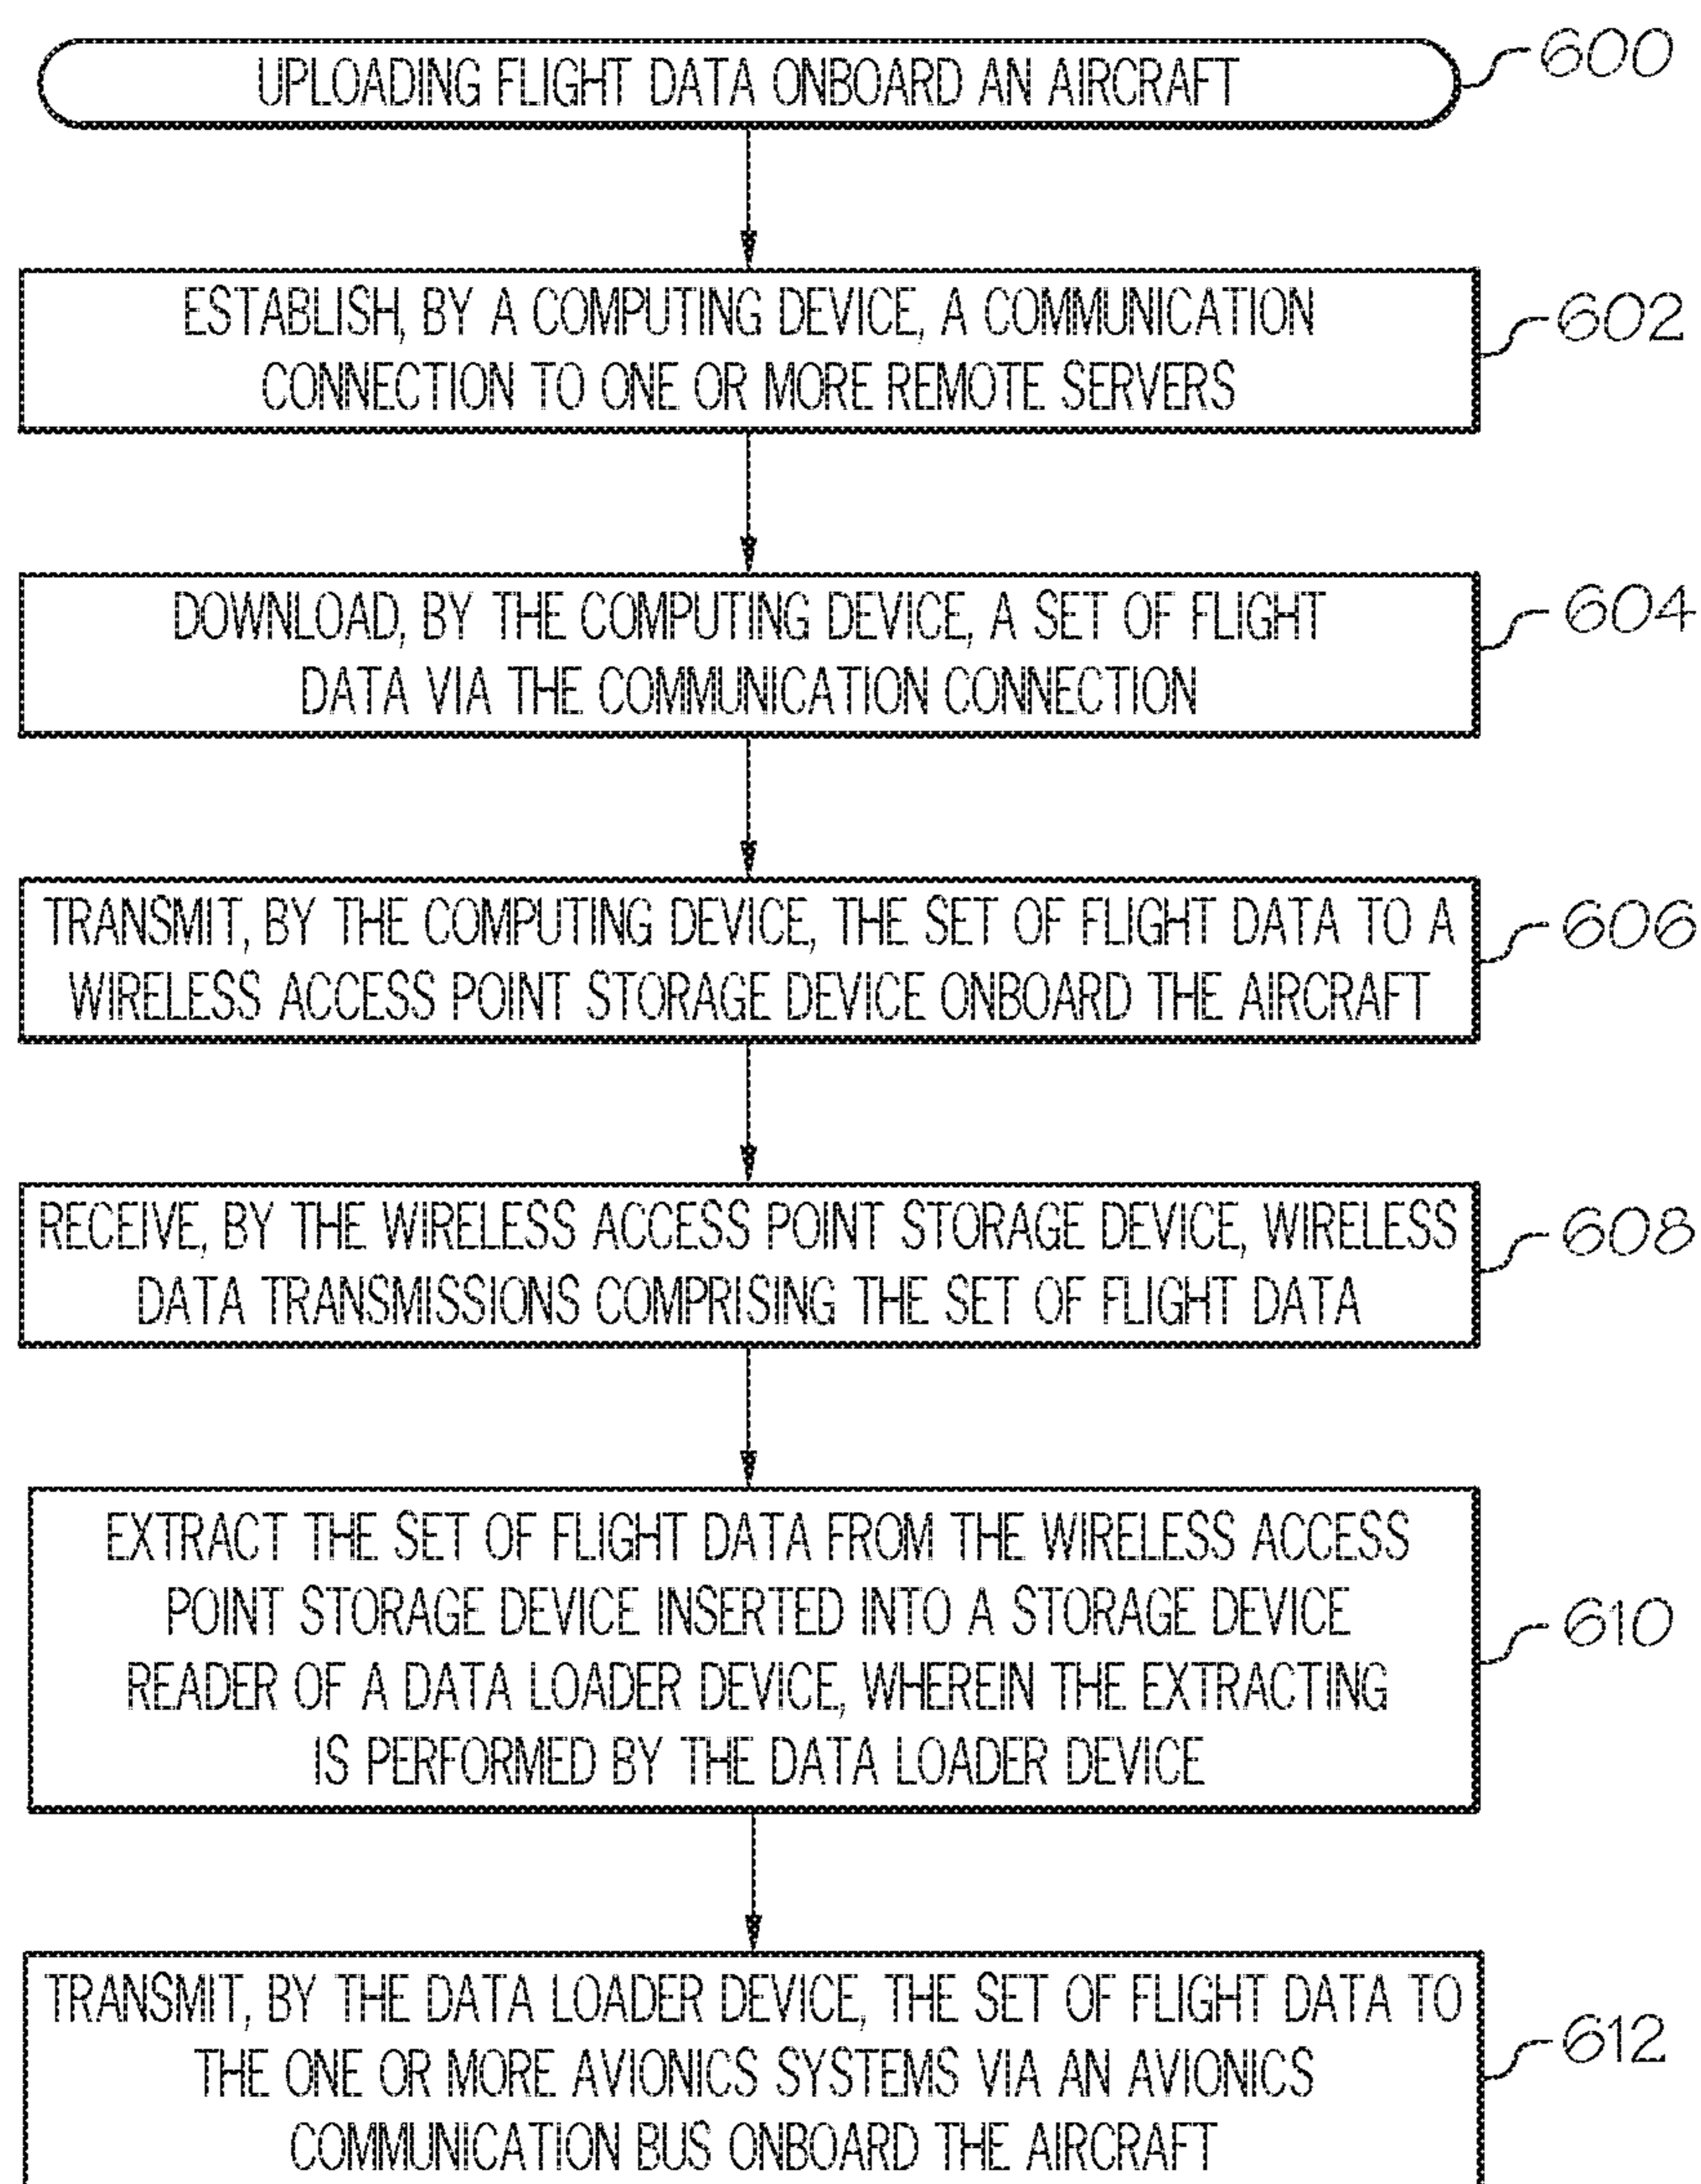 UPLOADING FLIGHT DATA ONBOARD AN AIRCRAFT
600
ESTABLISH, BY A COMPUTING DEVICE, A COMMUNICATION
CONNECTION TO ONE OR MORE REMOTE SERVERS
602
DOWNLOAD, BY THE COMPUTING DEVICE, A SET OF FLIGHT
DATA VIA THE COMMUNICATION CONNECTION
604
TRANSMIT, BY THE COMPUTING DEVICE, THE SET OF FLIGHT DATA TO A
WIRELESS ACCESS POINT STORAGE DEVICE ONBOARD THE AIRCRAFT
606
RECEIVE, BY THE WIRELESS ACCESS POINT STORAGE DEVICE, WIRELESS
DATA TRANSMISSIONS COMPRISING THE SET OF FLIGHT DATA
608
EXTRACT THE SET OF FLIGHT DATA FROM THE WIRELESS ACCESS
POINT STORAGE DEVICE INSERTED INTO A STORAGE DEVICE
READER OF A DATA LOADER DEVICE, WHEREIN THE EXTRACTING
IS PERFORMED BY THE DATA LOADER DEVICE
610
TRANSMIT, BY THE DATA LOADER DEVICE, THE SET OF FLIGHT DATA TO
THE ONE OR MORE AVIONICS SYSTEMS VIA AN AVIONICS
COMMUNICATION BUS ONBOARD THE AIRCRAFT
612